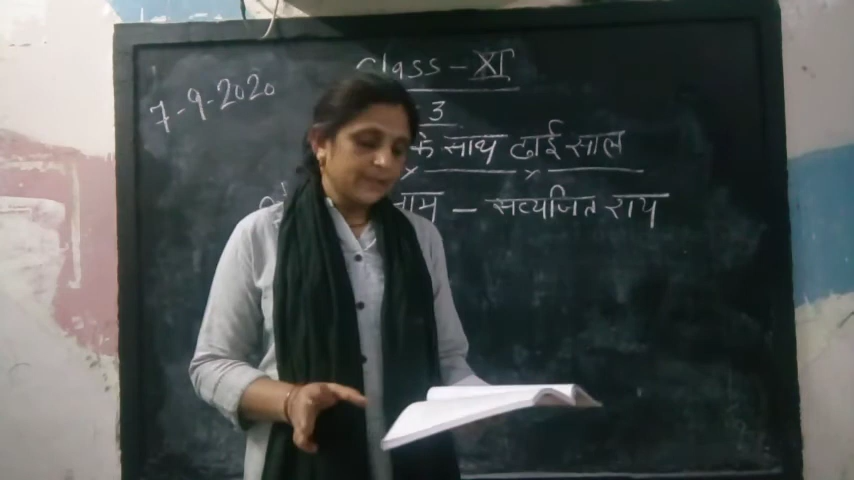 Class - XI
7-9-2020
3
के साथ ढाई साल
नाम - सत्यजित राय